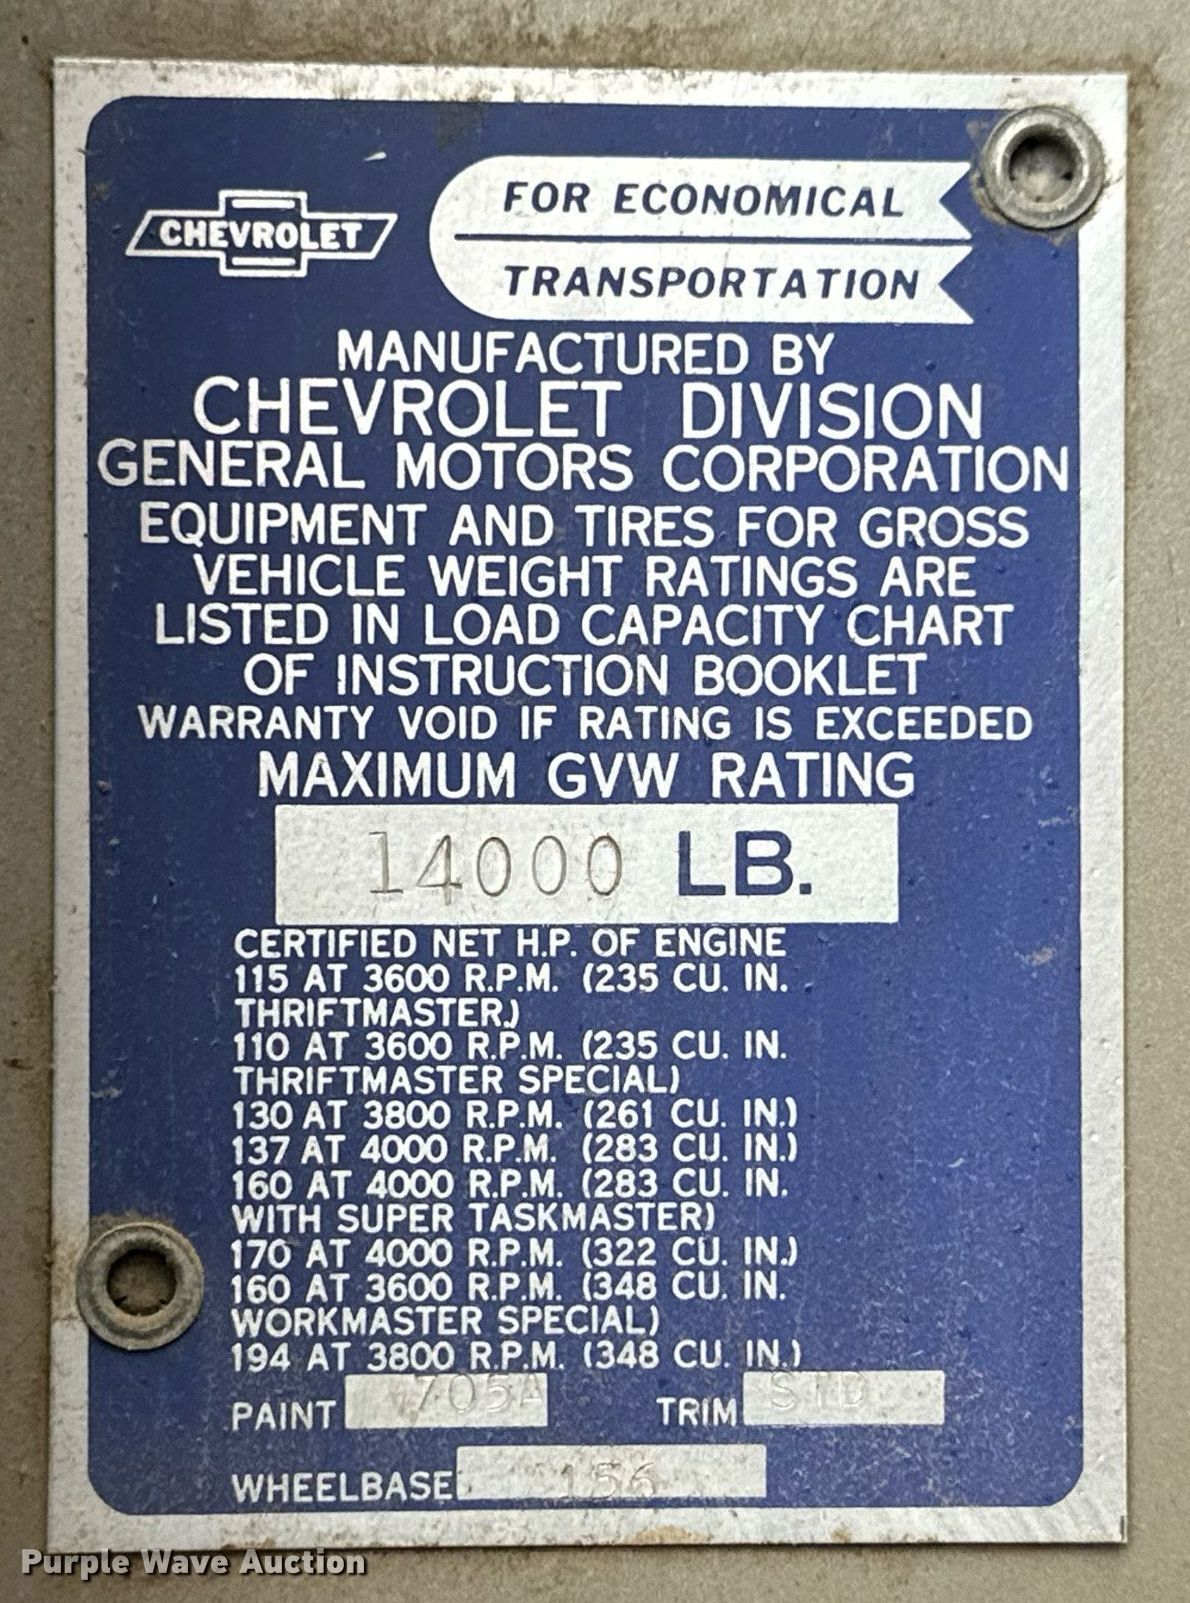 CHEVROLET
FOR ECONOMICAL
TRANSPORTATION
MANUFACTURED BY
CHEVROLET DIVISION
GENERAL MOTORS CORPORATION
EQUIPMENT AND TIRES FOR GROSS
VEHICLE WEIGHT RATINGS ARE
LISTED IN LOAD CAPACITY CHART
OF INSTRUCTION BOOKLET
WARRANTY VOID IF RATING IS EXCEEDED
MAXIMUM GVW RATING
14000 LB.
CERTIFIED NET H.P. OF ENGINE
115 AT 3600 R.P.M. (235 CU. IN.
THRIFTMASTER.)
110 AT 3600 R.P.M. (235 CU. IN.
THRIFTMASTER SPECIAL)
130 AT 3800 R.P.M. (261 CU. IN.)
137 AT 4000 R.P.M. (283 CU. IN.)
160 AT 4000 R.P.M. (283 CU. IN.
WITH SUPER TASKMASTER)
170 AT 4000 R.P.M. (322 CU. IN.)
160 AT 3600 R.P.M. (348 CU. IN.
WORKMASTER SPECIAL)
194 AT 3800 R.P.M. (348 CU. IN.)
PAINT 705A TRIM STD
WHEELBASE 156
Purple Wave Auction